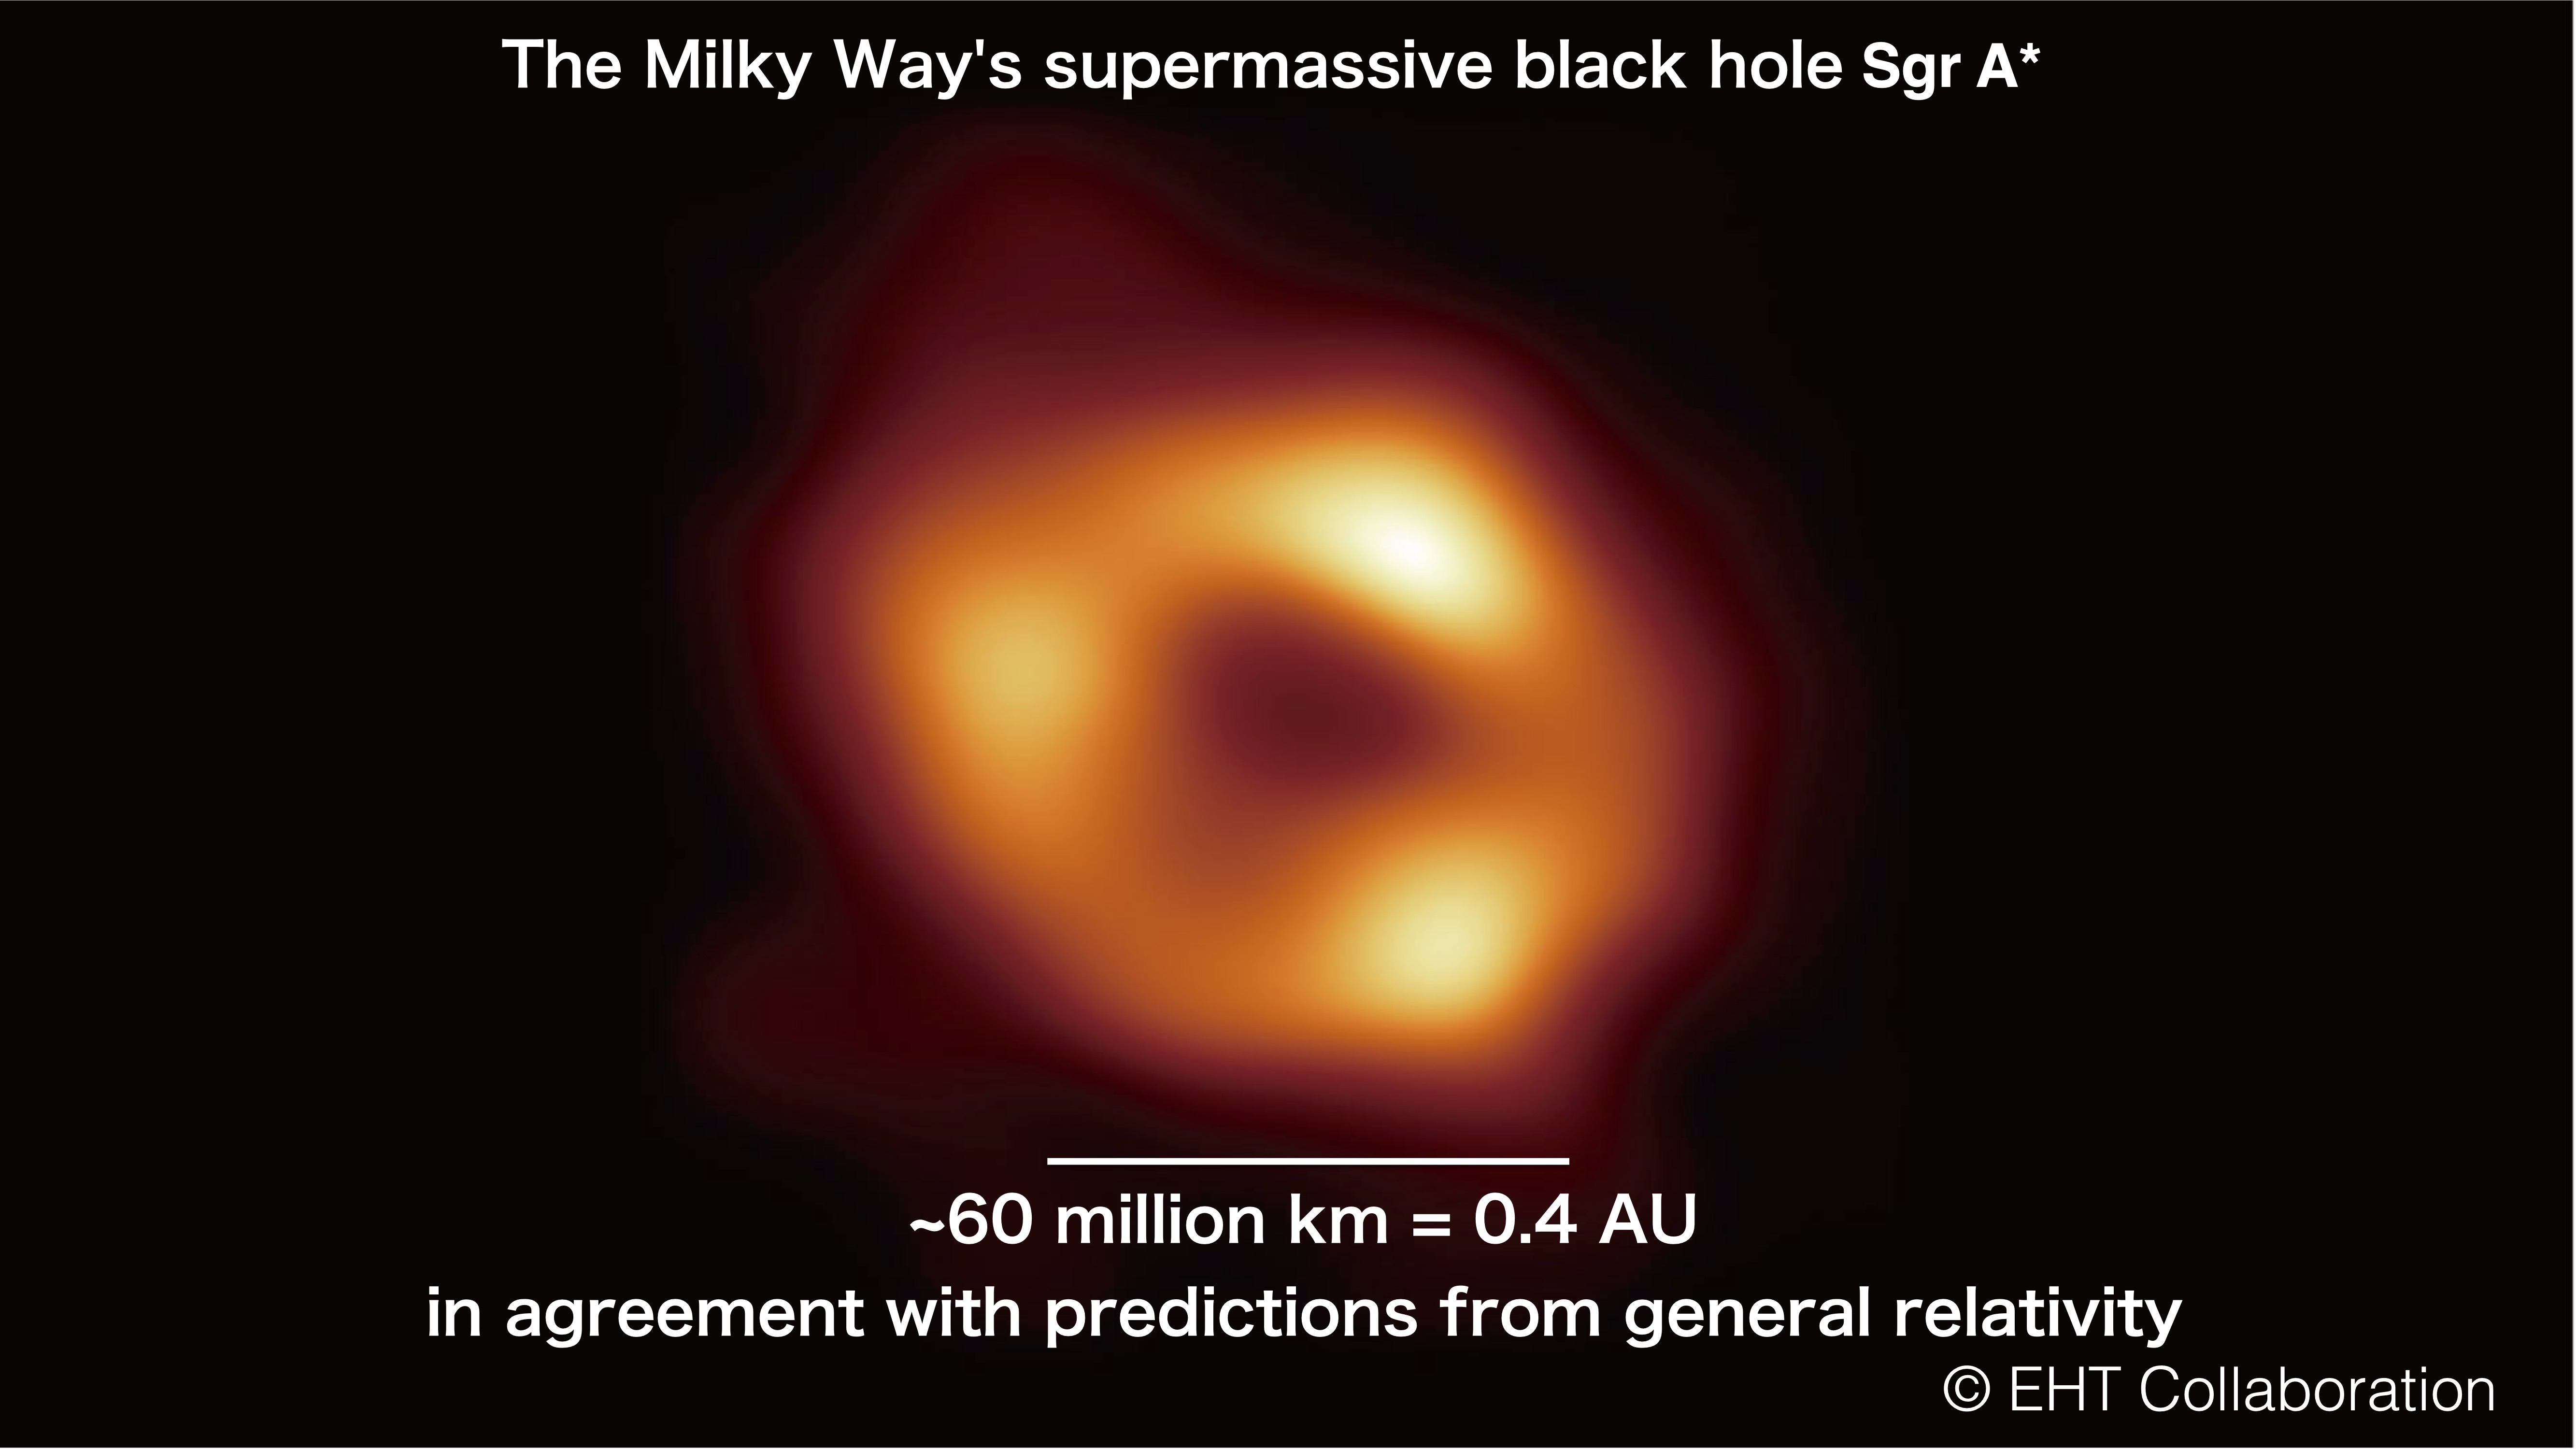 The Milky Way's supermassive black hole Sgr A*
~60 million km = 0.4 AU
in agreement with predictions from general relativity
© EHT Collaboration